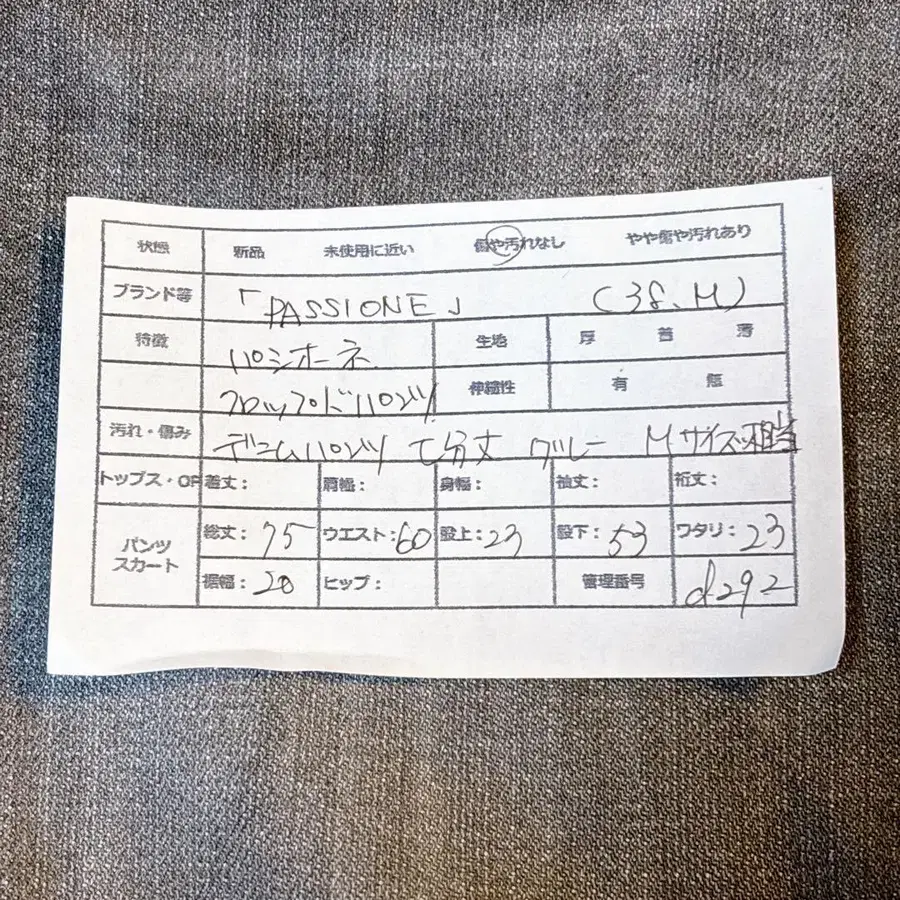 状態 新品 未使用に近い 傷や汚れなし やや傷や汚れあり
ブランド等 「PASSIONE」 (38、M)
特徴 パシオーネ 生地 厚 普 薄
クロップドパンツ 伸縮性 有 無
汚れ・傷み デニムパンツ 七分丈 グレー Mサイズ相当
トップス・OP 着丈: 肩幅: 身幅: 袖丈: 裄丈:
パンツ スカート 総丈:75 ウエスト:60 股上:23 股下:53 ワタリ:23
裾幅:20 ヒップ: 管理番号 d292